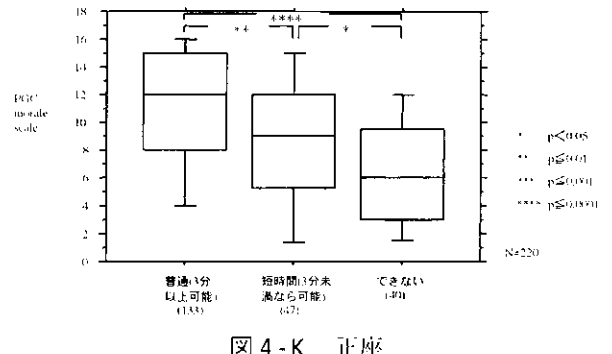 18
16
14
12
10
8
6
4
2
0
PGC
morale
scale
****
**
*
* p<0.05
** p≦0.01
*** p≦0.001
**** p≦0.0001
N=220
普通(3分
以上可能)
(133)
短時間(3分未
満なら可能)
(47)
できない
(40)
図 4 - K 正座